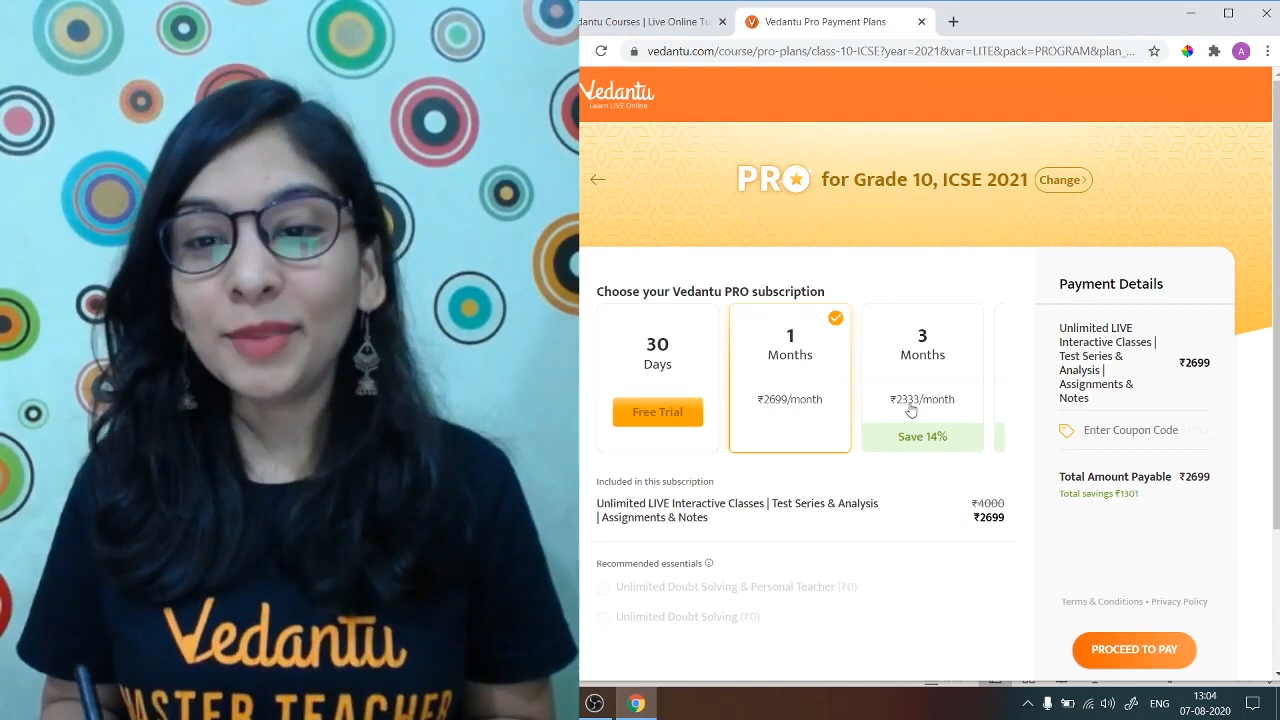 Vedantu
MASTER TEACHER
dantu Courses | LIVE Online Tu
Vedantu Pro Payment Plans
vedantu.com/course/pro-plans/class-10-ICSE?year=2021&var=LITE&pack=PROGRAM&plan_...
A
Vedantu
Learn LIVE Online
PRO for Grade 10, ICSE 2021
Change
Choose your Vedantu PRO subscription
30
Days
Free Trial
1
Months
₹2699/month
3
Months
₹2333/month
Save 14%
Included in this subscription
Unlimited LIVE Interactive Classes | Test Series & Analysis
| Assignments & Notes
₹4000
₹2699
Recommended essentials
Unlimited Doubt Solving & Personal Teacher (₹0)
Unlimited Doubt Solving (₹0)
Payment Details
Unlimited LIVE
Interactive Classes |
Test Series &
Analysis |
Assignments &
Notes
₹2699
Enter Coupon Code APPLY
Total Amount Payable ₹2699
Total savings ₹1301
Terms & Conditions • Privacy Policy
PROCEED TO PAY
ENG
13:04
07-08-2020